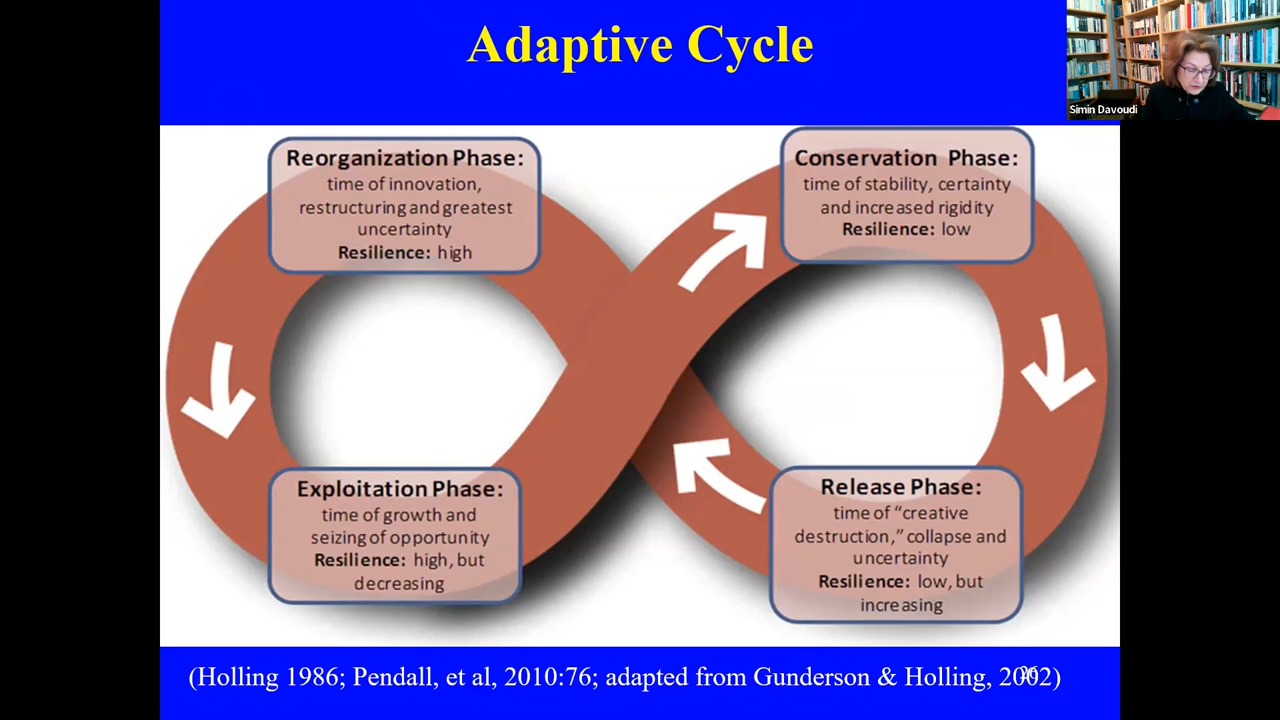 Adaptive Cycle
Simin Davoudi
Reorganization Phase:
time of innovation,
restructuring and greatest
uncertainty
Resilience: high
Conservation Phase:
time of stability, certainty
and increased rigidity
Resilience: low
Exploitation Phase:
time of growth and
seizing of opportunity
Resilience: high, but
decreasing
Release Phase:
time of “creative
destruction,” collapse and
uncertainty
Resilience: low, but
increasing
(Holling 1986; Pendall, et al, 2010:76; adapted from Gunderson & Holling, 2002)